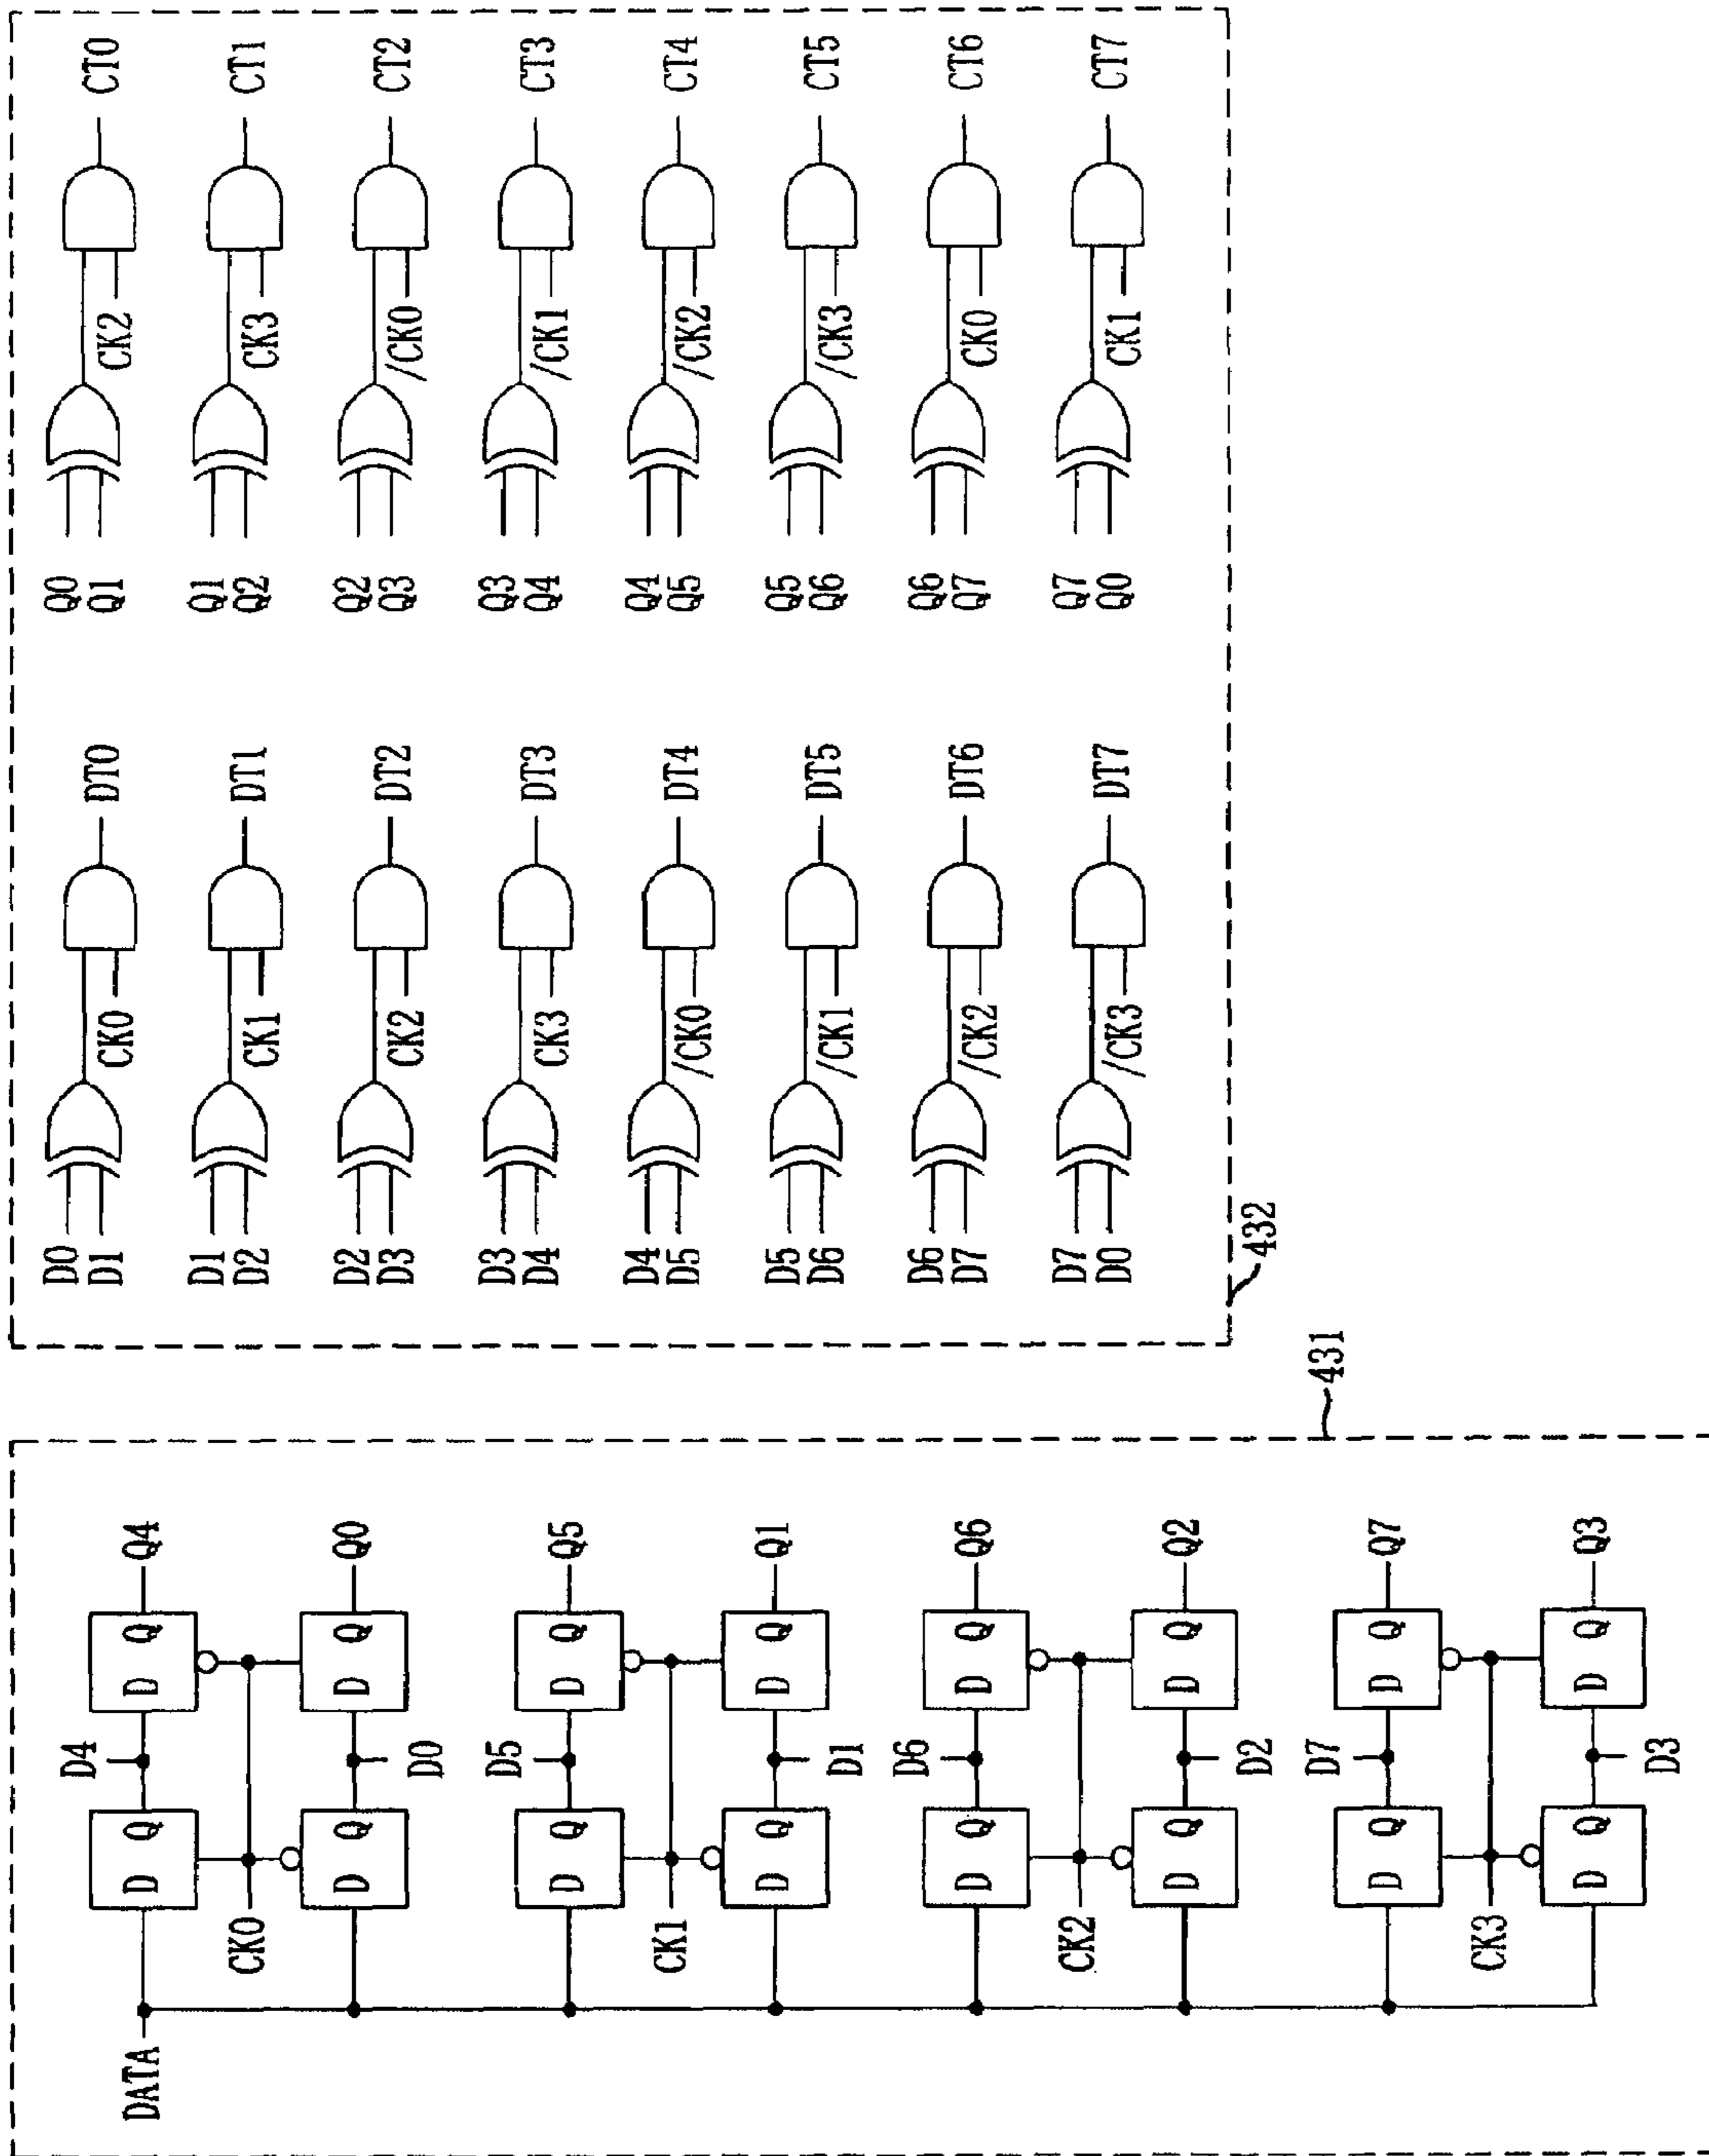 DATA
D Q
D4
D Q
Q4
CK0
D Q
D0
D Q
Q0
D Q
D5
D Q
Q5
CK1
D Q
D1
D Q
Q1
D Q
D6
D Q
Q6
CK2
D Q
D2
D Q
Q2
D Q
D7
D Q
Q7
CK3
D Q
D3
D Q
Q3
431
D0
D1
CK0
DT0
D1
D2
CK1
DT1
D2
D3
CK2
DT2
D3
D4
CK3
DT3
D4
D5
/CK0
DT4
D5
D6
/CK1
DT5
D6
D7
/CK2
DT6
D7
D0
/CK3
DT7
Q0
Q1
CK2
CT0
Q1
Q2
CK3
CT1
Q2
Q3
/CK0
CT2
Q3
Q4
/CK1
CT3
Q4
Q5
/CK2
CT4
Q5
Q6
/CK3
CT5
Q6
Q7
CK0
CT6
Q7
Q0
CK1
CT7
432